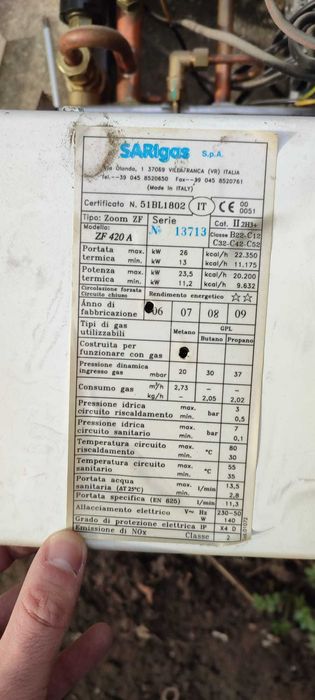 SARIgas S.p.A.
Via Olanda, 1 37069 VILLAFRANCA (VR) ITALIA
Tel.--39 045 8520650 Fax--39 045 8520761
(Made in ITALY)
Certificato N. 51BL1802 IT CE 00 0051
Tipo: Zoom ZF Serie Cat. II 2H3+
Modello: ZF 420 A № 13713 Classe B22-C12 C32-C42-C52
Portata termica max. kW 26 kcal/h 22.350
min. kW 13 kcal/h 11.175
Potenza termica max. kW 23,5 kcal/h 20.200
min. kW 11,2 kcal/h 9.632
Circolazione forzata Circuito chiuso Rendimento energetico ☆☆
Anno di fabbricazione 06 07 08 09
Tipi di gas utilizzabili Metano GPL
Butano Propano
Costruita per funzionare con gas
Pressione dinamica ingresso gas mbar 20 30 37
Consumo gas m³/h 2,73 — —
kg/h — 2,05 2,02
Pressione idrica circuito riscaldamento max. bar 3
min. 0,5
Pressione idrica circuito sanitario max. bar 7
min. 0,1
Temperatura circuito riscaldamento max. °C 80
min. 30
Temperatura circuito sanitario max. °C 55
min. 35
Portata acqua sanitaria (ΔT 25°C) max. l/min 13,5
min. 2,8
Portata specifica (EN 625) l/min 11,3
Allacciamento elettrico V~ Hz 230-50
W 140
Grado di protezione elettrica IP X4 D
Emissione di NOx Classe 2